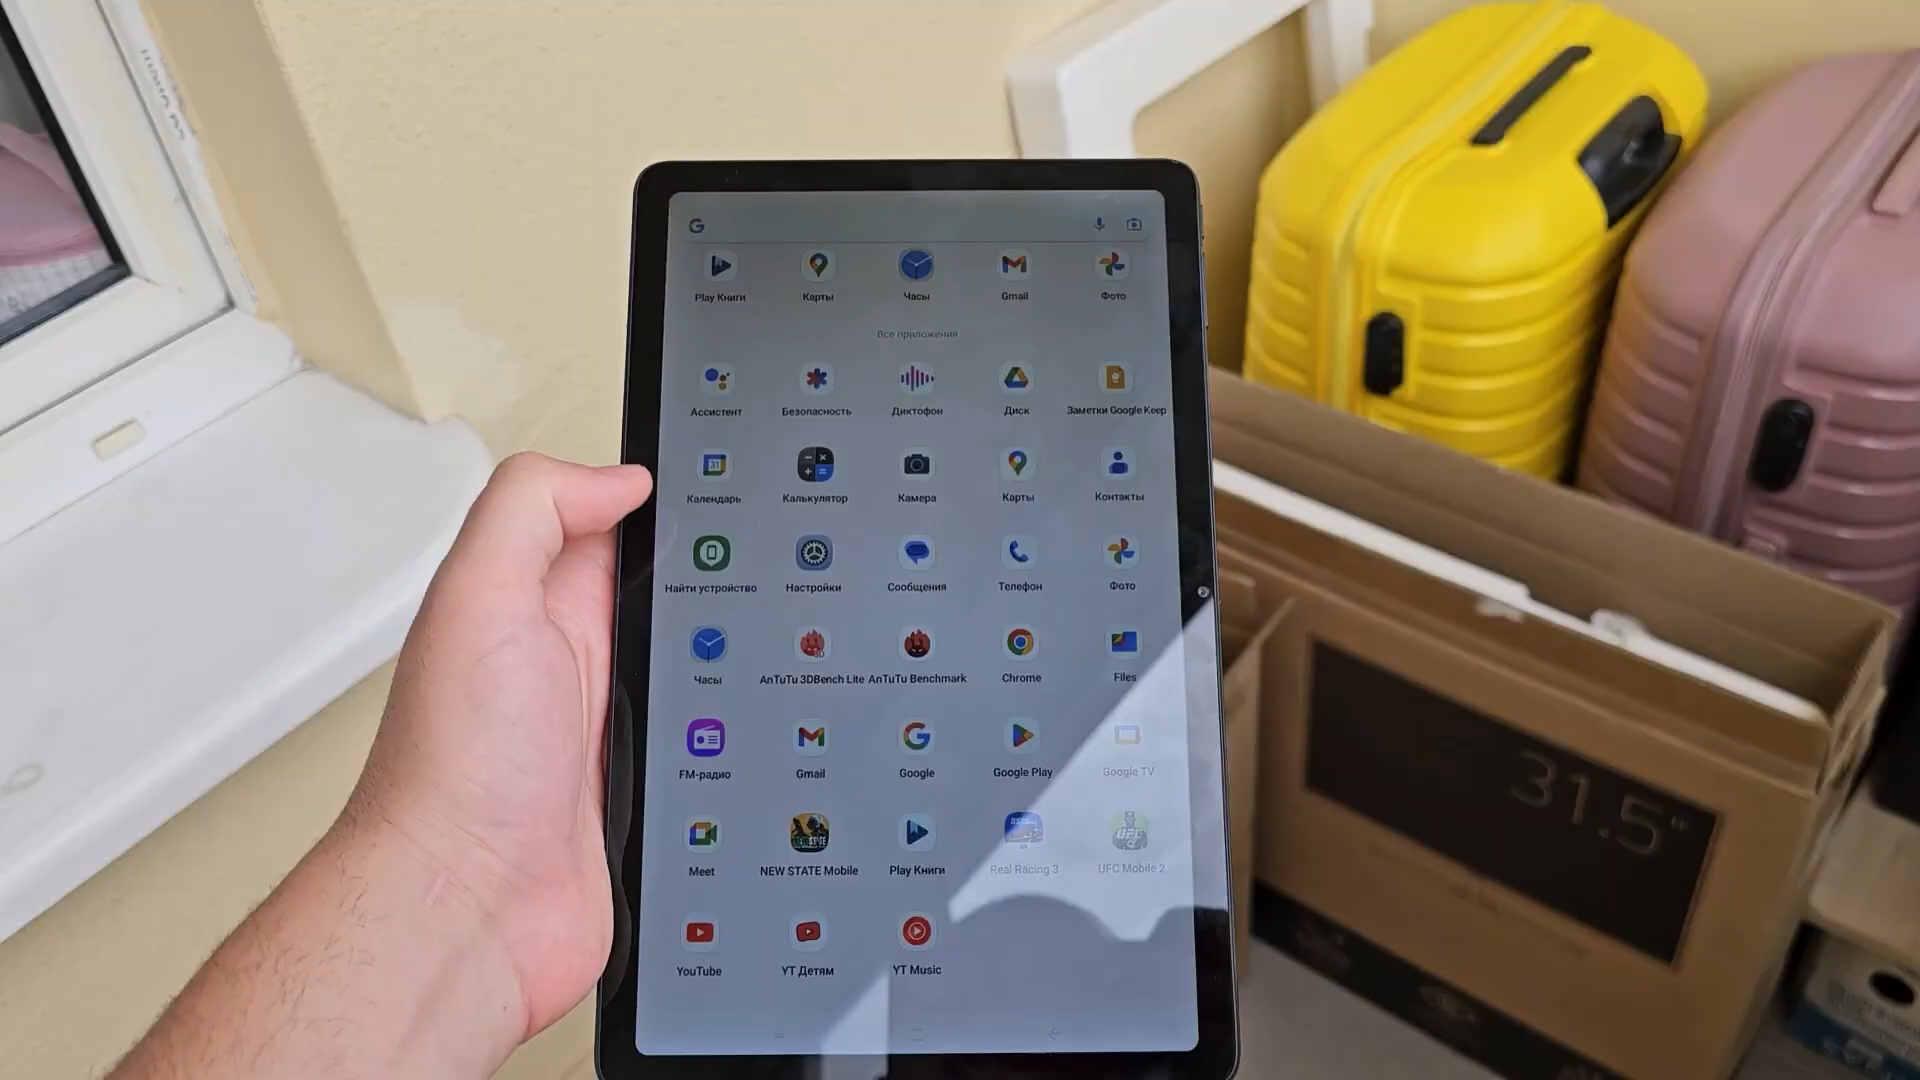 Play Книги Карты Часы Gmail Фото
Все приложения
Ассистент Безопасность Диктофон Диск Заметки Google Keep
31
Календарь Калькулятор Камера Карты Контакты
Найти устройство Настройки Сообщения Телефон Фото
Часы AnTuTu 3DBench Lite AnTuTu Benchmark Chrome Files
FM-радио Gmail Google Google Play Google TV
Meet NEW STATE Mobile Play Книги Real Racing 3 UFC Mobile 2
YouTube YT Детям YT Music
31.5"